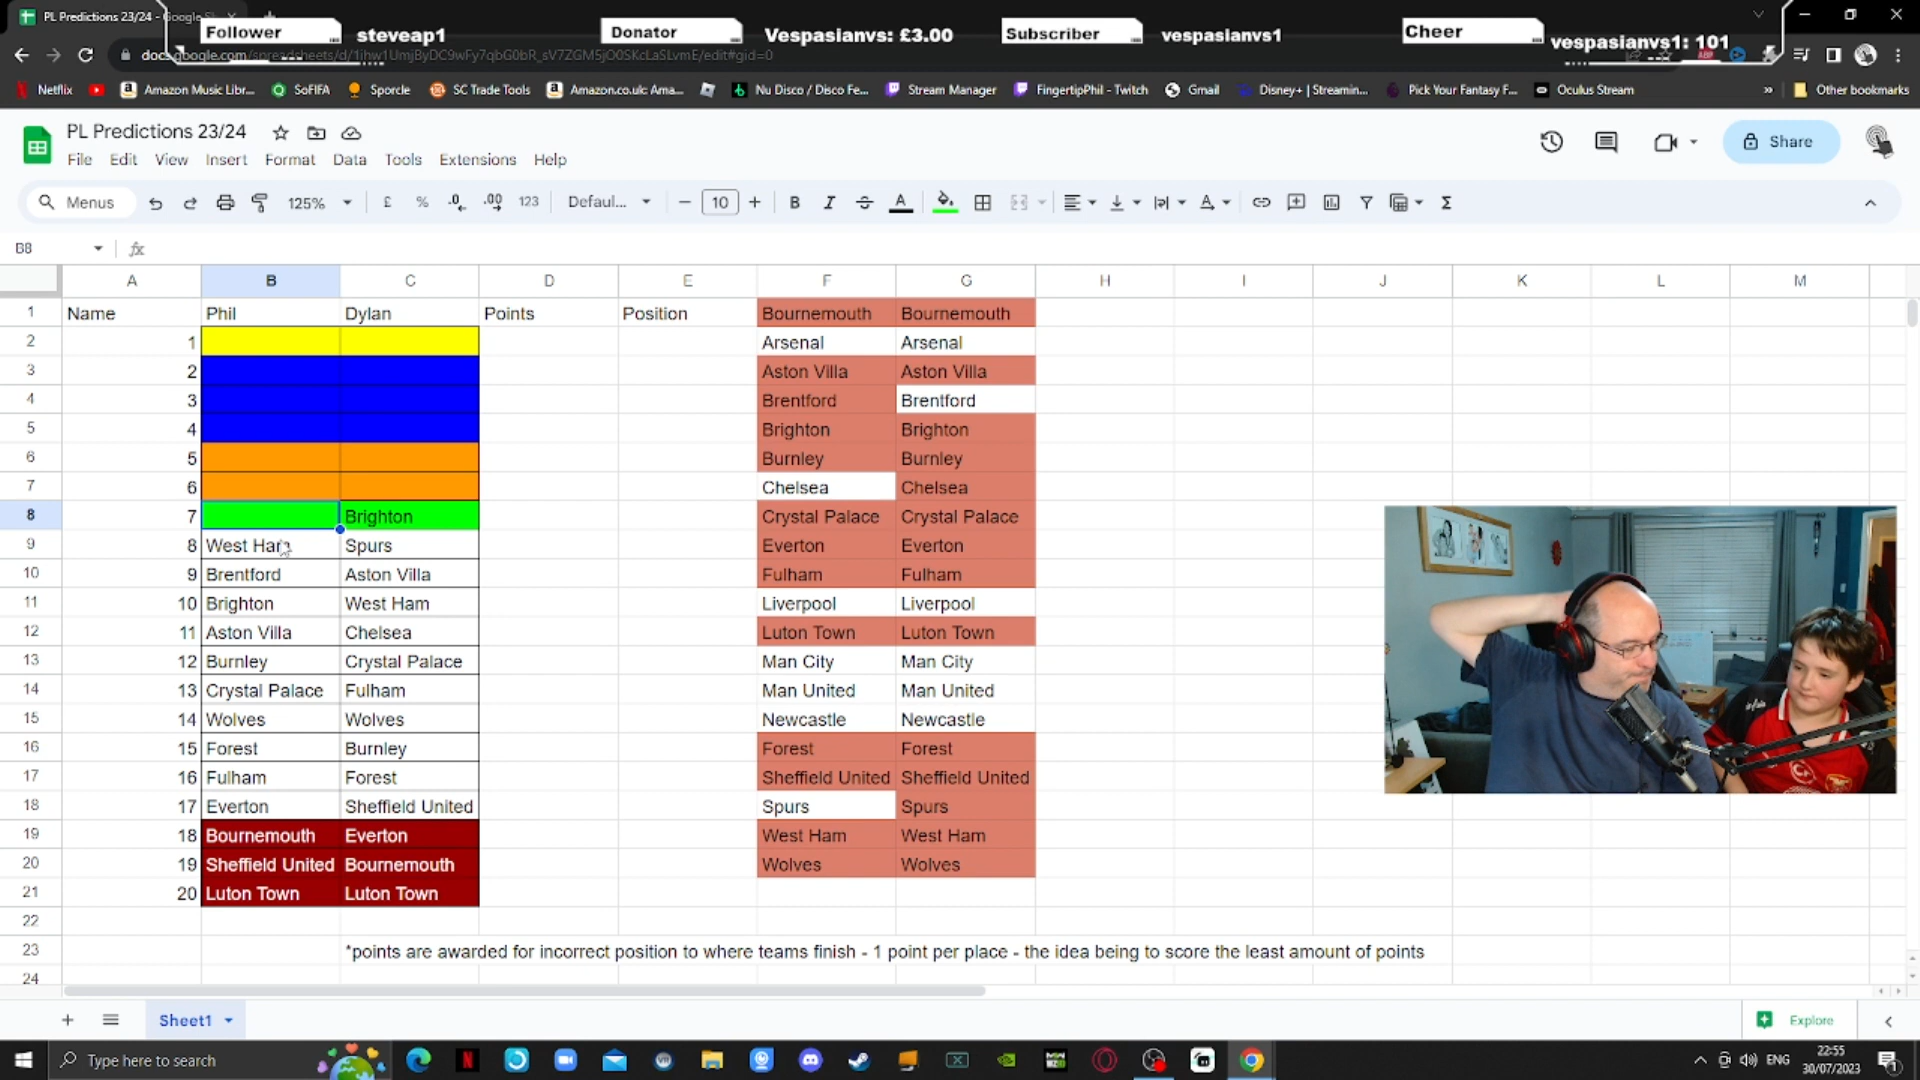 PL Predictions 23/24 - Google S
Follower
steveap1
Donator
Vespasianvs: £3.00
Subscriber
vespasianvs1
Cheer
vespasianvs1: 101
Netflix
Amazon Music Libr...
SoFIFA
Sporcle
SC Trade Tools
Amazon.co.uk: Ama...
Nu Disco / Disco Fe...
Stream Manager
FingertipPhil - Twitch
Gmail
Disney+ | Streamin...
Pick Your Fantasy F...
Oculus Stream
»
Other bookmarks
PL Predictions 23/24
Share
File Edit View Insert Format Data Tools Extensions Help
Menus 125% £ % .0 .00 123 Defaul... − 10 + B I A Σ
B8 fx
A B C D E F G H I J K L M
1 Name Phil Dylan Points Position Bournemouth Bournemouth
2 1 Arsenal Arsenal
3 2 Aston Villa Aston Villa
4 3 Brentford Brentford
5 4 Brighton Brighton
6 5 Burnley Burnley
7 6 Chelsea Chelsea
8 7 Brighton Crystal Palace Crystal Palace
9 8 West Ham Spurs Everton Everton
10 9 Brentford Aston Villa Fulham Fulham
11 10 Brighton West Ham Liverpool Liverpool
12 11 Aston Villa Chelsea Luton Town Luton Town
13 12 Burnley Crystal Palace Man City Man City
14 13 Crystal Palace Fulham Man United Man United
15 14 Wolves Wolves Newcastle Newcastle
16 15 Forest Burnley Forest Forest
17 16 Fulham Forest Sheffield United Sheffield United
18 17 Everton Sheffield United Spurs Spurs
19 18 Bournemouth Everton West Ham West Ham
20 19 Sheffield United Bournemouth Wolves Wolves
21 20 Luton Town Luton Town
22
23 *points are awarded for incorrect position to where teams finish - 1 point per place - the idea being to score the least amount of points
24
Sheet1
Explore
Type here to search
ENG
22:55
30/07/2023